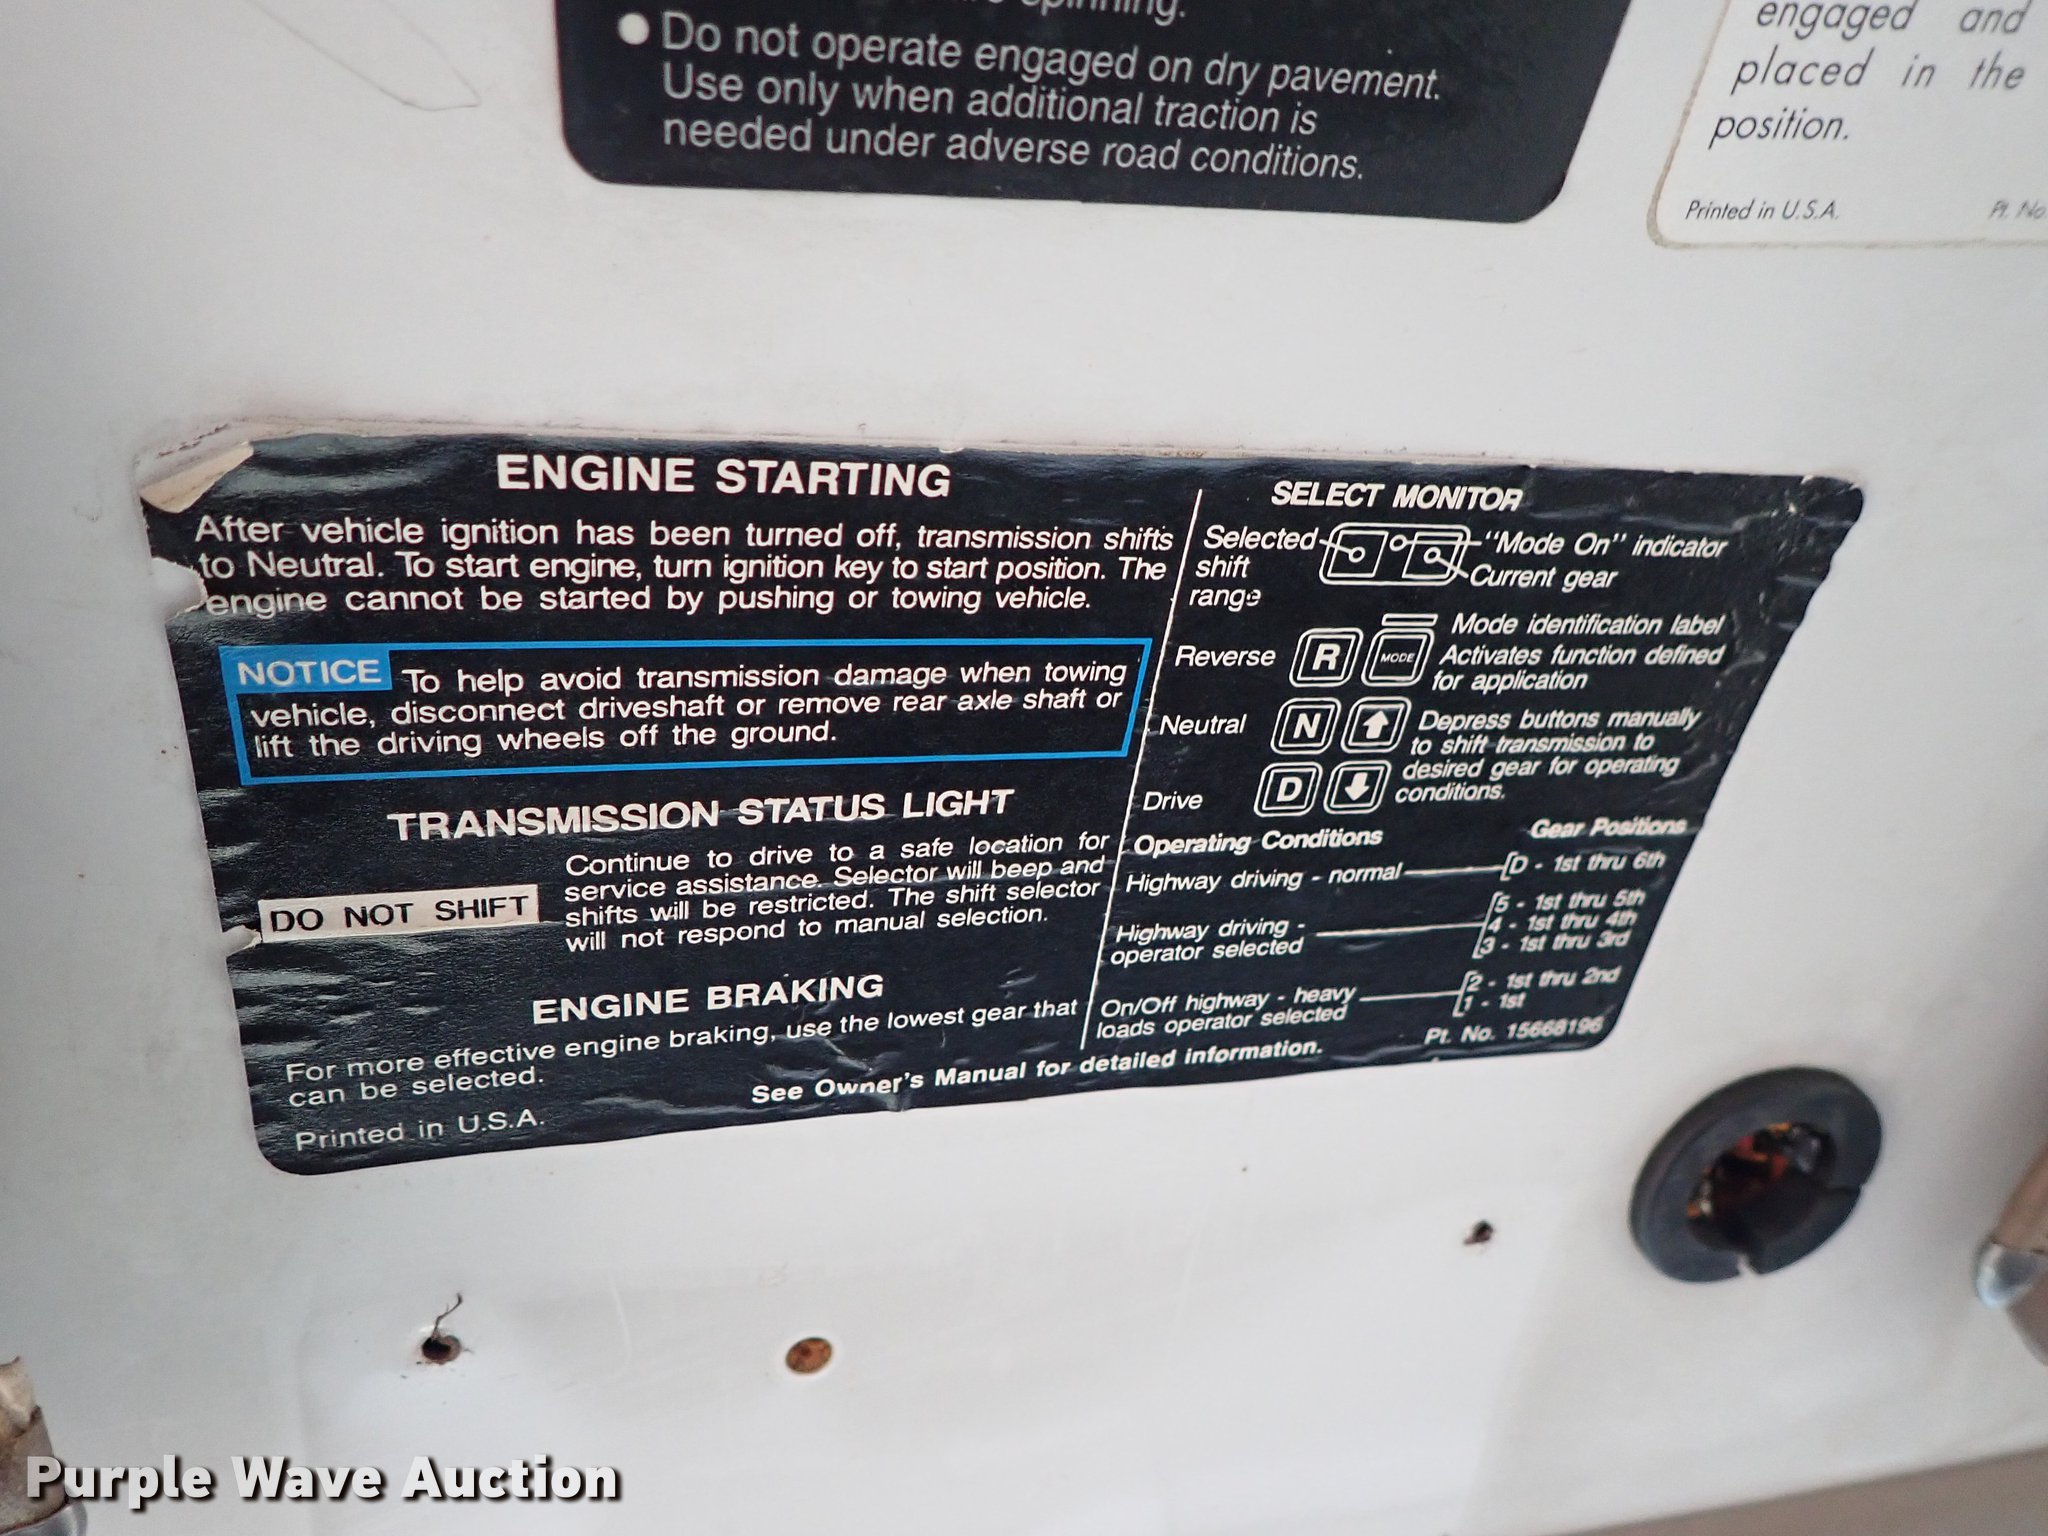 spinning.
● Do not operate engaged on dry pavement.
Use only when additional traction is
needed under adverse road conditions.
engaged and
placed in the
position.
Printed in U.S.A.
Pt. No.
ENGINE STARTING
After vehicle ignition has been turned off, transmission shifts
to Neutral. To start engine, turn ignition key to start position. The
engine cannot be started by pushing or towing vehicle.
NOTICE To help avoid transmission damage when towing
vehicle, disconnect driveshaft or remove rear axle shaft or
lift the driving wheels off the ground.
TRANSMISSION STATUS LIGHT
DO NOT SHIFT
Continue to drive to a safe location for
service assistance. Selector will beep and
shifts will be restricted. The shift selector
will not respond to manual selection.
ENGINE BRAKING
For more effective engine braking, use the lowest gear that
can be selected.
Printed in U.S.A.
See Owner's Manual for detailed information.
SELECT MONITOR
Selected
shift
range
"Mode On" indicator
Current gear
Mode identification label
Reverse R MODE Activates function defined
for application
Neutral N ↑ Depress buttons manually
to shift transmission to
desired gear for operating
Drive D ↓ conditions.
Operating Conditions Gear Positions
Highway driving - normal D - 1st thru 6th
Highway driving -
operator selected
5 - 1st thru 5th
4 - 1st thru 4th
3 - 1st thru 3rd
On/Off highway - heavy
loads operator selected
2 - 1st thru 2nd
1 - 1st
Pt. No. 15668196
Purple Wave Auction